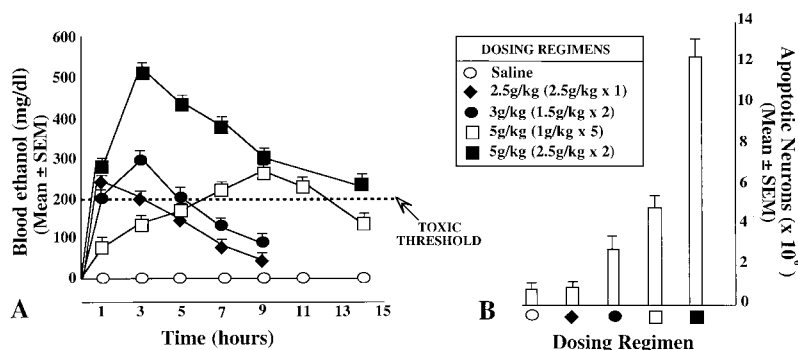 600
500
400
300
200
100
0
Blood ethanol (mg/dl)
(Mean ± SEM)
1 3 5 7 9 11 13 15
Time (hours)
A
TOXIC
THRESHOLD
DOSING REGIMENS
Saline
2.5g/kg (2.5g/kg x 1)
3g/kg (1.5g/kg x 2)
5g/kg (1g/kg x 5)
5g/kg (2.5g/kg x 2)
14
12
10
8
6
4
2
0
Apoptotic Neurons (x 10⁶)
(Mean ± SEM)
B
Dosing Regimen